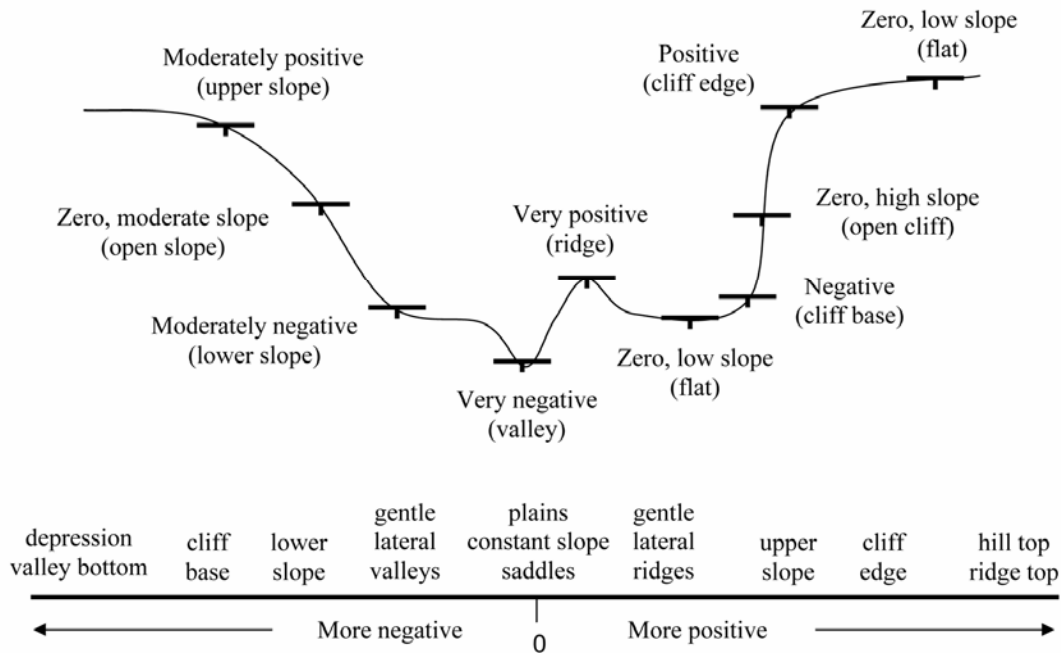 Zero, low slope
(flat)
Moderately positive
(upper slope)
Positive
(cliff edge)
Zero, moderate slope
(open slope)
Very positive
(ridge)
Zero, high slope
(open cliff)
Moderately negative
(lower slope)
Negative
(cliff base)
Zero, low slope
(flat)
Very negative
(valley)
depression
valley bottom
cliff
base
lower
slope
gentle
lateral
valleys
plains
constant slope
saddles
gentle
lateral
ridges
upper
slope
cliff
edge
hill top
ridge top
More negative
0
More positive